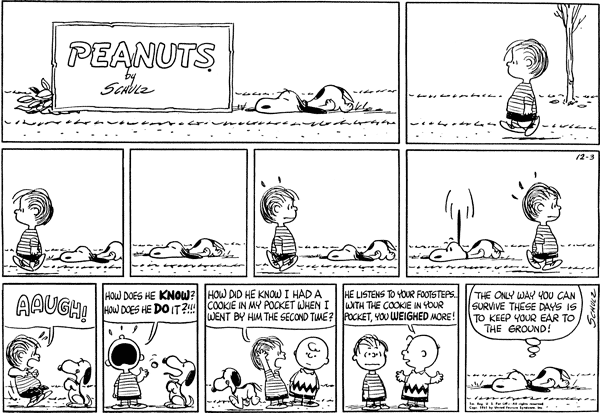 PEANUTS
by
SCHULZ
12-3
AAUGH!
HOW DOES HE KNOW?
HOW DOES HE DO IT?!!!
HOW DID HE KNOW I HAD A
COOKIE IN MY POCKET WHEN I
WENT BY HIM THE SECOND TIME?
HE LISTENS TO YOUR FOOTSTEPS..
WITH THE COOKIE IN YOUR
POCKET, YOU WEIGHED MORE!
THE ONLY WAY YOU CAN
SURVIVE THESE DAYS IS
TO KEEP YOUR EAR TO
THE GROUND!
SCHULZ